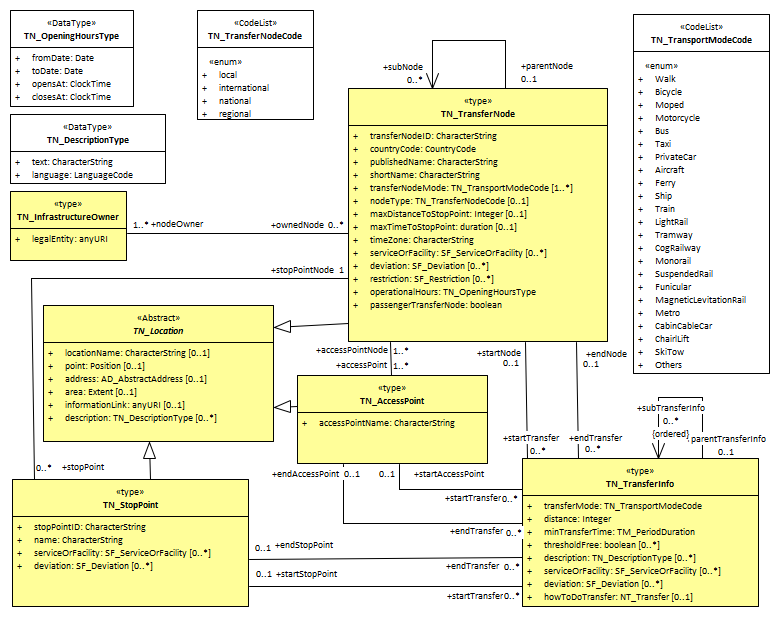 «DataType»
TN_OpeningHoursType
+ fromDate: Date
+ toDate: Date
+ opensAt: ClockTime
+ closesAt: ClockTime
«CodeList»
TN_TransferNodeCode
«enum»
+ local
+ international
+ national
+ regional
«DataType»
TN_DescriptionType
+ text: CharacterString
+ language: LanguageCode
«type»
TN_InfrastructureOwner
+ legalEntity: anyURI
1..* +nodeOwner
+ownedNode 0..*
+stopPointNode 1
+subNode
0..*
+parentNode
0..1
«type»
TN_TransferNode
+ transferNodeID: CharacterString
+ countryCode: CountryCode
+ publishedName: CharacterString
+ shortName: CharacterString
+ transferNodeMode: TN_TransportModeCode [1..*]
+ nodeType: TN_TransferNodeCode [0..1]
+ maxDistanceToStopPoint: Integer [0..1]
+ maxTimeToStopPoint: duration [0..1]
+ timeZone: CharacterString
+ serviceOrFacility: SF_ServiceOrFacility [0..*]
+ deviation: SF_Deviation [0..*]
+ restriction: SF_Restriction [0..*]
+ operationalHours: TN_OpeningHoursType
+ passengerTransferNode: boolean
«CodeList»
TN_TransportModeCode
«enum»
+ Walk
+ Bicycle
+ Moped
+ Motorcycle
+ Bus
+ Taxi
+ PrivateCar
+ Aircraft
+ Ferry
+ Ship
+ Train
+ LightRail
+ Tramway
+ CogRailway
+ Monorail
+ SuspendedRail
+ Funicular
+ MagneticLevitationRail
+ Metro
+ CabinCableCar
+ ChairlLift
+ SkiTow
+ Others
«Abstract»
TN_Location
+ locationName: CharacterString [0..1]
+ point: Position [0..1]
+ address: AD_AbstractAddress [0..1]
+ area: Extent [0..1]
+ informationLink: anyURI [0..1]
+ description: TN_DescriptionType [0..*]
+accessPointNode 1..*
+accessPoint 1..*
+startNode
0..1
+endNode
0..1
«type»
TN_AccessPoint
+ accessPointName: CharacterString
+subTransferInfo
0..*
{ordered}
+parentTransferInfo
0..1
+startTransfer
0..*
+endTransfer
0..*
0..* +stopPoint
+endAccessPoint 0..1
0..1 +startAccessPoint
+startTransfer 0..*
+endTransfer 0..*
«type»
TN_StopPoint
+ stopPointID: CharacterString
+ name: CharacterString
+ serviceOrFacility: SF_ServiceOrFacility [0..*]
+ deviation: SF_Deviation [0..*]
0..1 +endStopPoint
+endTransfer 0..*
0..1 +startStopPoint
+startTransfer 0..*
«type»
TN_TransferInfo
+ transferMode: TN_TransportModeCode
+ distance: Integer
+ minTransferTime: TM_PeriodDuration
+ thresholdFree: boolean [0..*]
+ description: TN_DescriptionType [0..*]
+ serviceOrFacility: SF_ServiceOrFacility [0..*]
+ deviation: SF_Deviation [0..*]
+ howToDoTransfer: NT_Transfer [0..1]